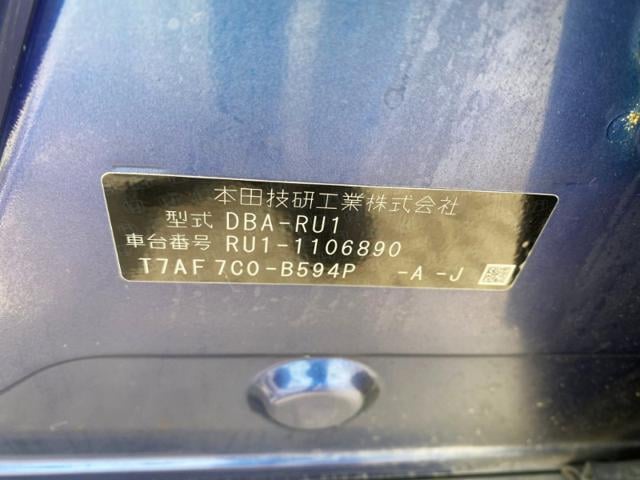 本田技研工業株式会社
型式 DBA-RU1
車台番号 RU1-1106890
T7AF 7C0-B594P -A -J